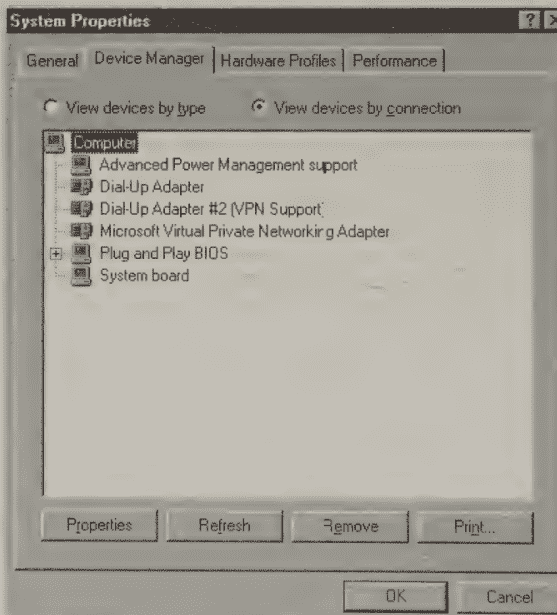 System Properties
General Device Manager Hardware Profiles Performance
View devices by type View devices by connection
Computer
Advanced Power Management support
Dial-Up Adapter
Dial-Up Adapter #2 (VPN Support)
Microsoft Virtual Private Networking Adapter
Plug and Play BIOS
System board
Properties Refresh Remove Print...
OK Cancel